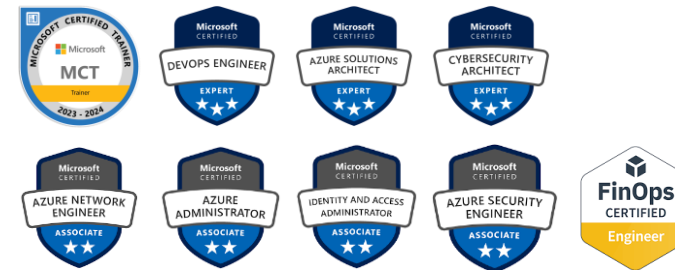 MICROSOFT CERTIFIED TRAINER
Microsoft
MCT
Trainer
2023 - 2024
Microsoft
CERTIFIED
DEVOPS ENGINEER
EXPERT
Microsoft
CERTIFIED
AZURE SOLUTIONS
ARCHITECT
EXPERT
Microsoft
CERTIFIED
CYBERSECURITY
ARCHITECT
EXPERT
Microsoft
CERTIFIED
AZURE NETWORK
ENGINEER
ASSOCIATE
Microsoft
CERTIFIED
AZURE
ADMINISTRATOR
ASSOCIATE
Microsoft
CERTIFIED
IDENTITY AND ACCESS
ADMINISTRATOR
ASSOCIATE
Microsoft
CERTIFIED
AZURE SECURITY
ENGINEER
ASSOCIATE
FinOps
CERTIFIED
Engineer